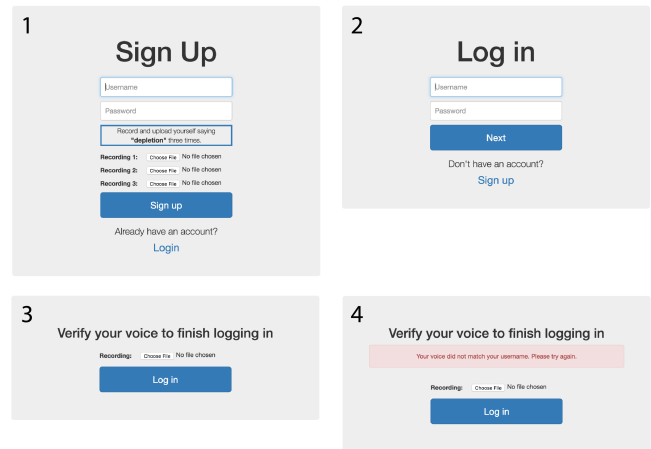 1
Sign Up
Username
Password
Record and upload yourself saying
"depletion" three times.
Recording 1: Choose File No file chosen
Recording 2: Choose File No file chosen
Recording 3: Choose File No file chosen
Sign up
Already have an account?
Login
2
Log in
Username
Password
Next
Don't have an account?
Sign up
3
Verify your voice to finish logging in
Recording: Choose File No file chosen
Log in
4
Verify your voice to finish logging in
Your voice did not match your username. Please try again.
Recording: Choose File No file chosen
Log in